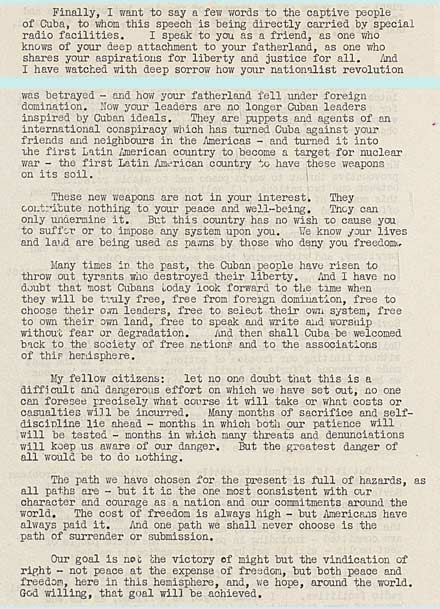 Finally, I want to say a few words to the captive people
of Cuba, to whom this speech is being directly carried by special
radio facilities. I speak to you as a friend, as one who
knows of your deep attachment to your fatherland, as one who
shares your aspirations for liberty and justice for all. And
I have watched with deep sorrow how your nationalist revolution
was betrayed - and how your fatherland fell under foreign
domination. Now your leaders are no longer Cuban leaders
inspired by Cuban ideals. They are puppets and agents of an
international conspiracy which has turned Cuba against your
friends and neighbours in the Americas - and turned it into
the first Latin American country to become a target for nuclear
war - the first Latin American country to have these weapons
on its soil.
These new weapons are not in your interest. They
contribute nothing to your peace and well-being. They can
only undermine it. But this country has no wish to cause you
to suffer or to impose any system upon you. We know your lives
and land are being used as pawns by those who deny you freedom.
Many times in the past, the Cuban people have risen to
throw out tyrants who destroyed their liberty. And I have no
doubt that most Cubans today look forward to the time when
they will be truly free, free from foreign domination, free to
choose their own leaders, free to select their own system, free
to own their own land, free to speak and write and worship
without fear or degradation. And then shall Cuba be welcomed
back to the society of free nations and to the associations
of this hemisphere.
My fellow citizens: let no one doubt that this is a
difficult and dangerous effort on which we have set out, no one
can foresee precisely what course it will take or what costs or
casualties will be incurred. Many months of sacrifice and self-
discipline lie ahead - months in which both our patience will
will be tested - months in which many threats and denunciations
will keep us aware of our danger. But the greatest danger of
all would be to do nothing.
The path we have chosen for the present is full of hazards, as
all paths are - but it is the one most consistent with our
character and courage as a nation and our commitments around the
world. The cost of freedom is always high - but Americans have
always paid it. And one path we shall never choose is the
path of surrender or submission.
Our goal is not the victory of might but the vindication of
right - not peace at the expense of freedom, but both peace and
freedom, here in this hemisphere, and, we hope, around the world.
God willing, that goal will be achieved.